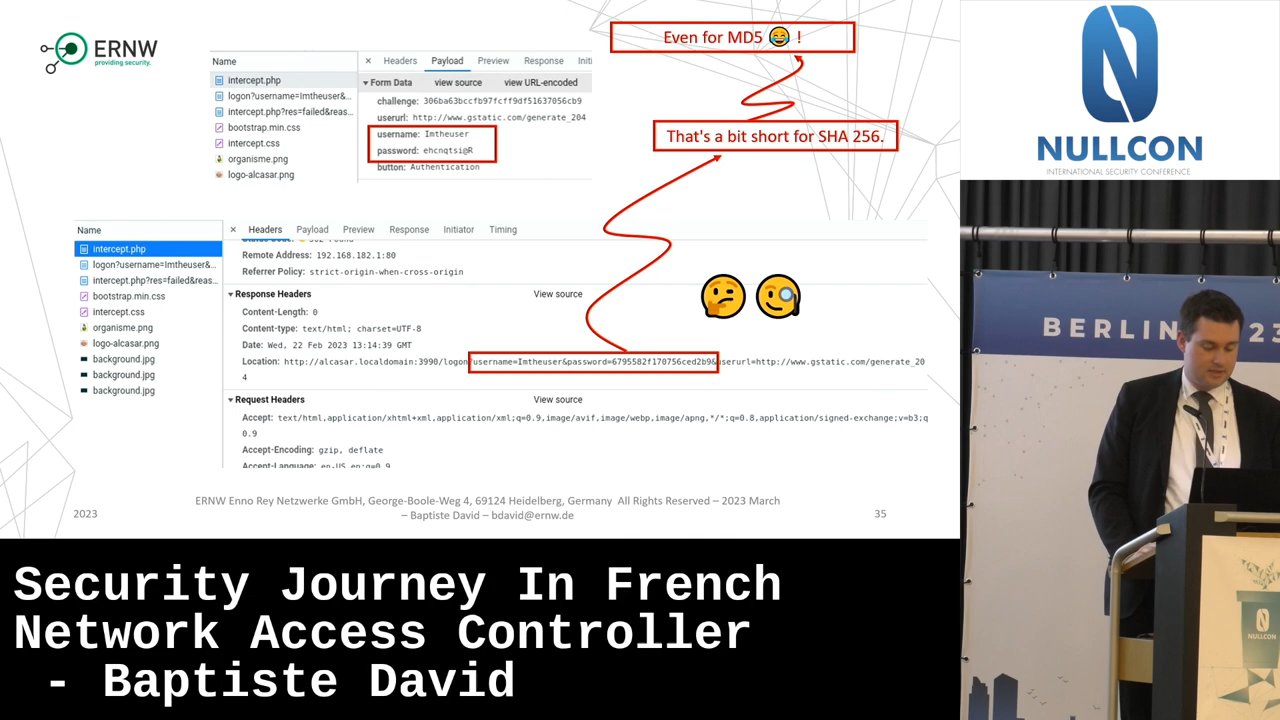 ERNW
providing security.
Even for MD5 😂 !
That's a bit short for SHA 256.
Name
intercept.php
logon?username=Imtheuser&...
intercept.php?res=failed&reas...
bootstrap.min.css
intercept.css
organisme.png
logo-alcasar.png
× Headers Payload Preview Response Initi
Form Data view source view URL-encoded
challenge: 306ba63bccfb97fcff9df51637056cb9
userurl: http://www.gstatic.com/generate_204
username: Imtheuser
password: ehcnqtsi@R
button: Authentication
Name
intercept.php
logon?username=Imtheuser&...
intercept.php?res=failed&reas...
bootstrap.min.css
intercept.css
organisme.png
logo-alcasar.png
background.jpg
background.jpg
background.jpg
× Headers Payload Preview Response Initiator Timing
Remote Address: 192.168.182.1:80
Referrer Policy: strict-origin-when-cross-origin
Response Headers View source
Content-Length: 0
Content-type: text/html; charset=UTF-8
Date: Wed, 22 Feb 2023 13:14:39 GMT
Location: http://alcasar.localdomain:3990/logon?username=Imtheuser&password=6795582f170756ced2b9&userurl=http://www.gstatic.com/generate_20
4
Request Headers View source
Accept: text/html,application/xhtml+xml,application/xml;q=0.9,image/avif,image/webp,image/apng,*/*;q=0.8,application/signed-exchange;v=b3;q
0.9
Accept-Encoding: gzip, deflate
Accept-Language: en-US,en;q=0.9
2023
ERNW Enno Rey Netzwerke GmbH, George-Boole-Weg 4, 69124 Heidelberg, Germany All Rights Reserved – 2023 March
– Baptiste David – bdavid@ernw.de
35
NULLCON
INTERNATIONAL SECURITY CONFERENCE
BERLIN 23
NULLCON
Security Journey In French
Network Access Controller
- Baptiste David